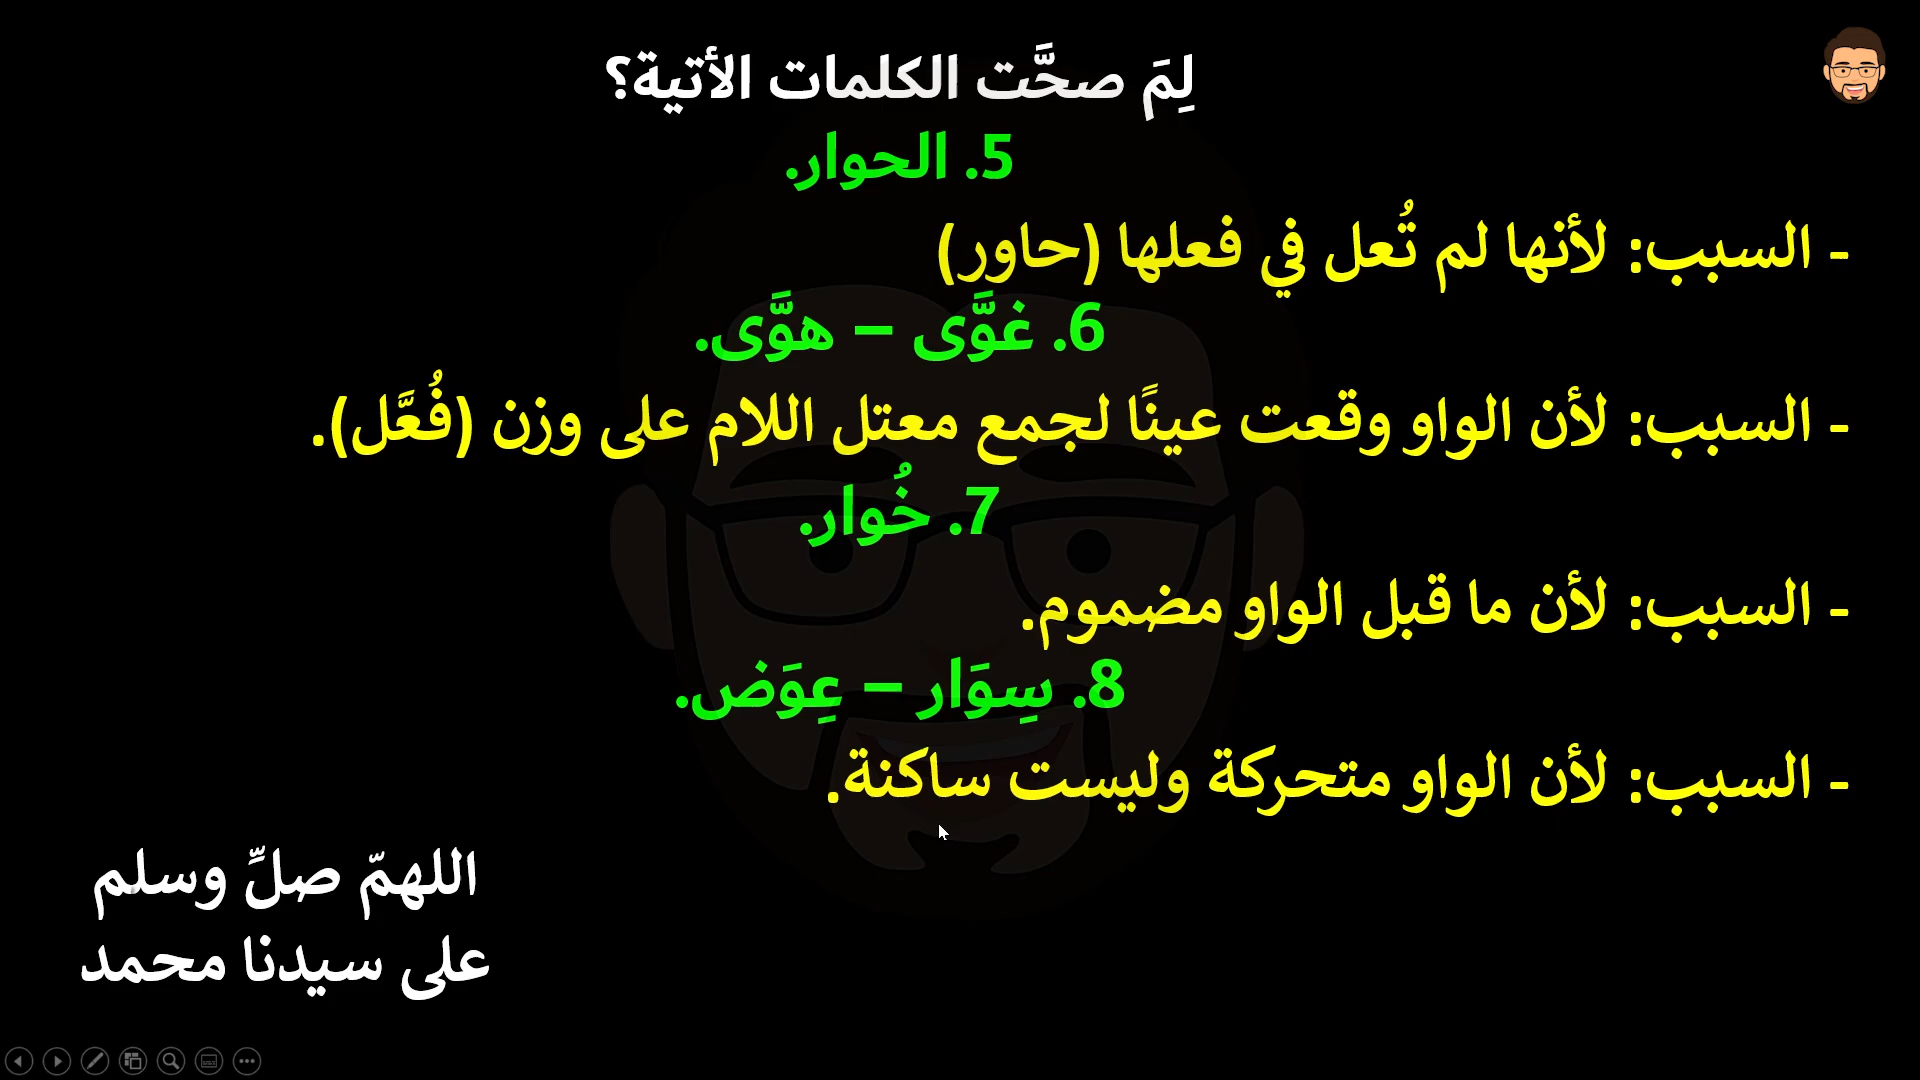 لِمَ صحَّت الكلمات الأتية؟
5. الحوار.
- السبب: لأنها لم تُعل في فعلها (حاور)
6. غوَّى – هوَّى.
- السبب: لأن الواو وقعت عينًا لجمع معتل اللام على وزن (فُعَّل).
7. خُوار.
- السبب: لأن ما قبل الواو مضموم.
8. سِوَار – عِوَض.
- السبب: لأن الواو متحركة وليست ساكنة.
اللهمّ صلِّ وسلم
على سيدنا محمد